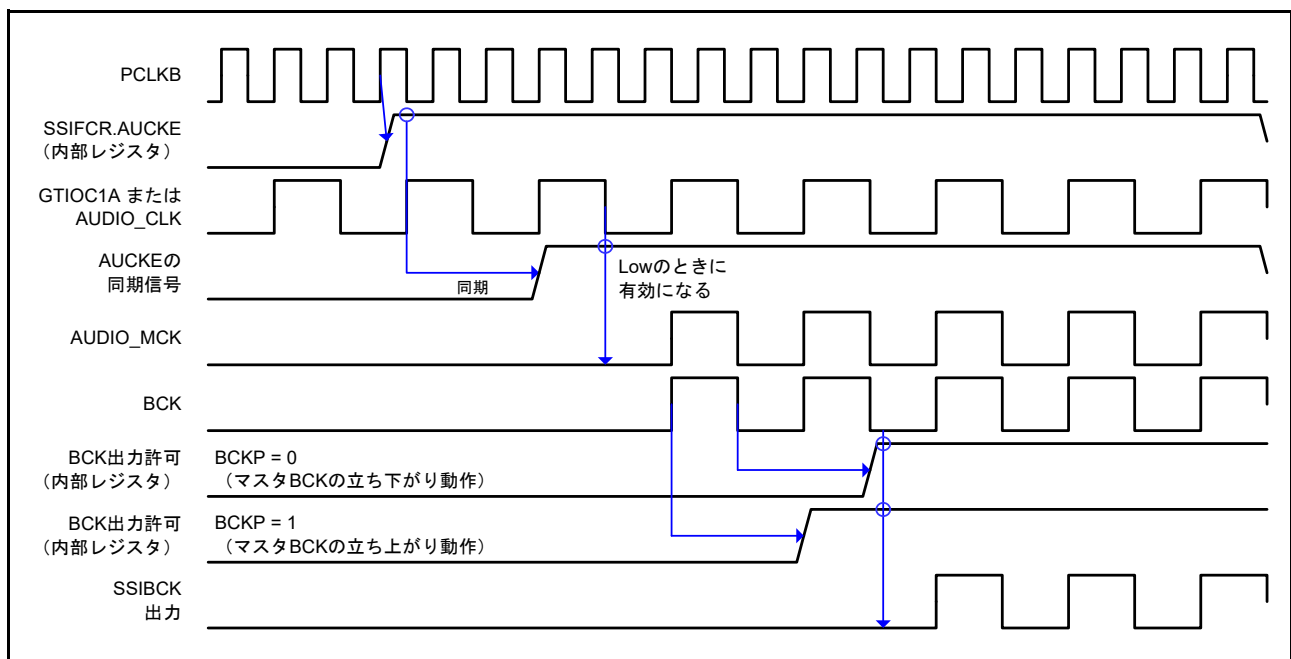 PCLKB
SSIFCR.AUCKE
（内部レジスタ）
GTIOC1A または
AUDIO_CLK
AUCKEの
同期信号
同期
Lowのときに
有効になる
AUDIO_MCK
BCK
BCK出力許可
（内部レジスタ）
BCKP = 0
（マスタBCKの立ち下がり動作）
BCK出力許可
（内部レジスタ）
BCKP = 1
（マスタBCKの立ち上がり動作）
SSIBCK
出力